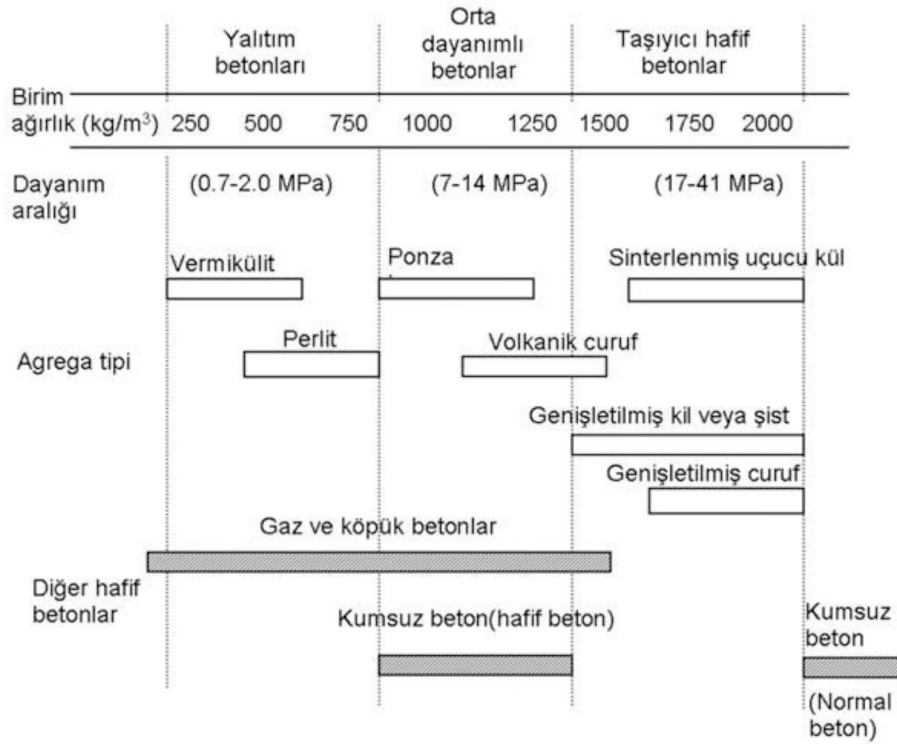 Yalıtım
betonları
Orta
dayanımlı
betonlar
Taşıyıcı hafif
betonlar
Birim
ağırlık (kg/m³) 250 500 750 1000 1250 1500 1750 2000
Dayanım
aralığı
(0.7-2.0 MPa) (7-14 MPa) (17-41 MPa)
Vermikülit Ponza Sinterlenmiş uçucu kül
Agrega tipi
Perlit Volkanik curuf
Genişletilmiş kil veya şist
Genişletilmiş curuf
Gaz ve köpük betonlar
Diğer hafif
betonlar
Kumsuz beton(hafif beton)
Kumsuz
beton
(Normal
beton)